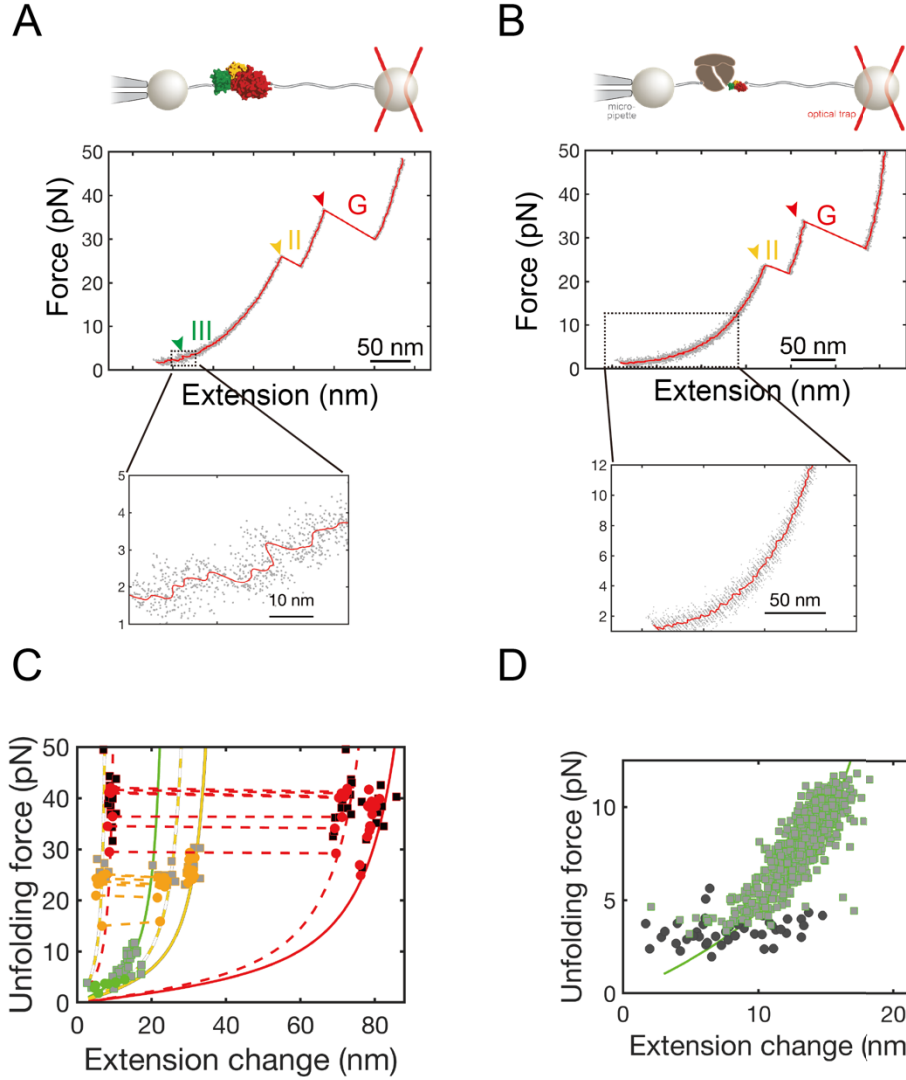 A
B
micro-
pipette
optical trap
Force (pN)
50
40
30
20
10
0
III
II
G
50 nm
Extension (nm)
Force (pN)
50
40
30
20
10
0
II
G
50 nm
Extension (nm)
5
4
3
2
1
10 nm
12
10
8
6
4
2
50 nm
C
D
Unfolding force (pN)
50
40
30
20
10
0
0 20 40 60 80
Extension change (nm)
Unfolding force (pN)
10
5
0
0 10 20
Extension change (nm